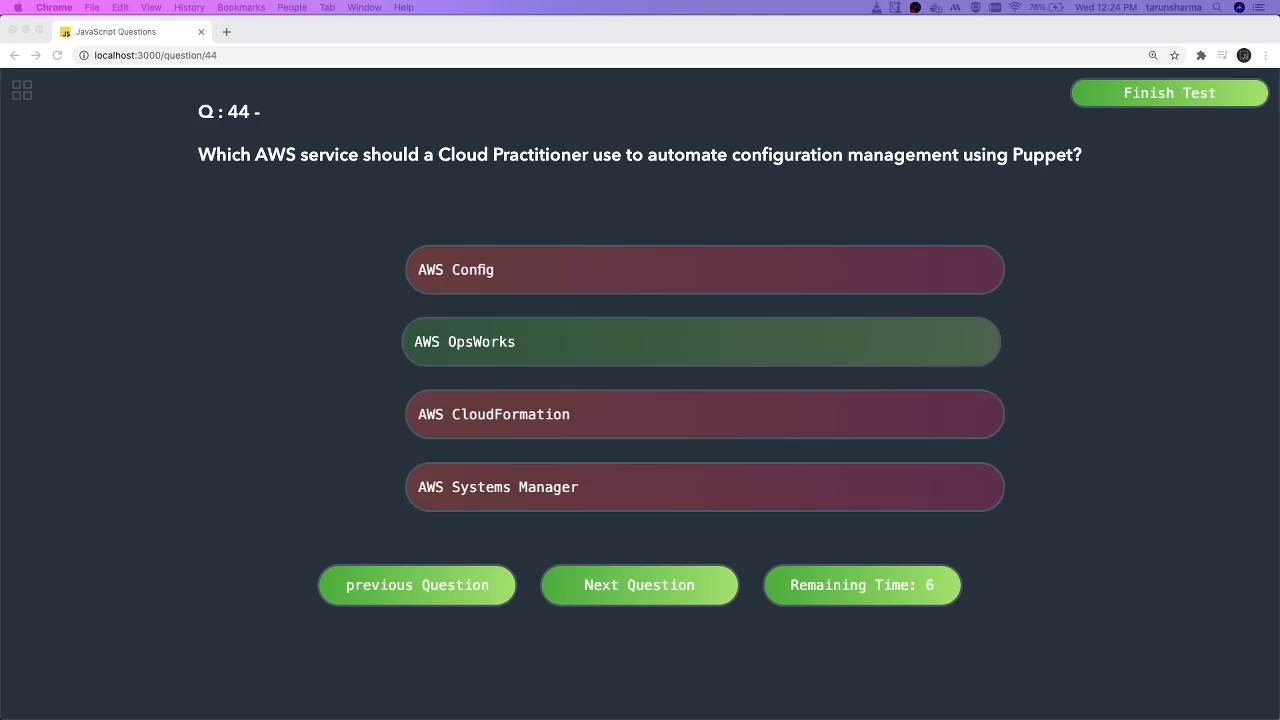 Chrome File Edit View History Bookmarks People Tab Window Help 78% Wed 12:24 PM tarunsharma
JavaScript Questions
localhost:3000/question/44
Finish Test
Q : 44 -
Which AWS service should a Cloud Practitioner use to automate configuration management using Puppet?
AWS Config
AWS OpsWorks
AWS CloudFormation
AWS Systems Manager
previous Question Next Question Remaining Time: 6